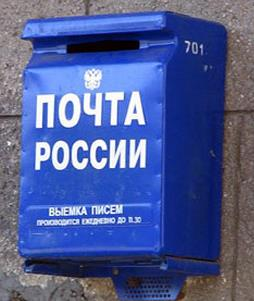 701
ПОЧТА
РОССИИ
ВЫЕМКА ПИСЕМ
ПРОИЗВОДИТСЯ ЕЖЕДНЕВНО ДО 11.30